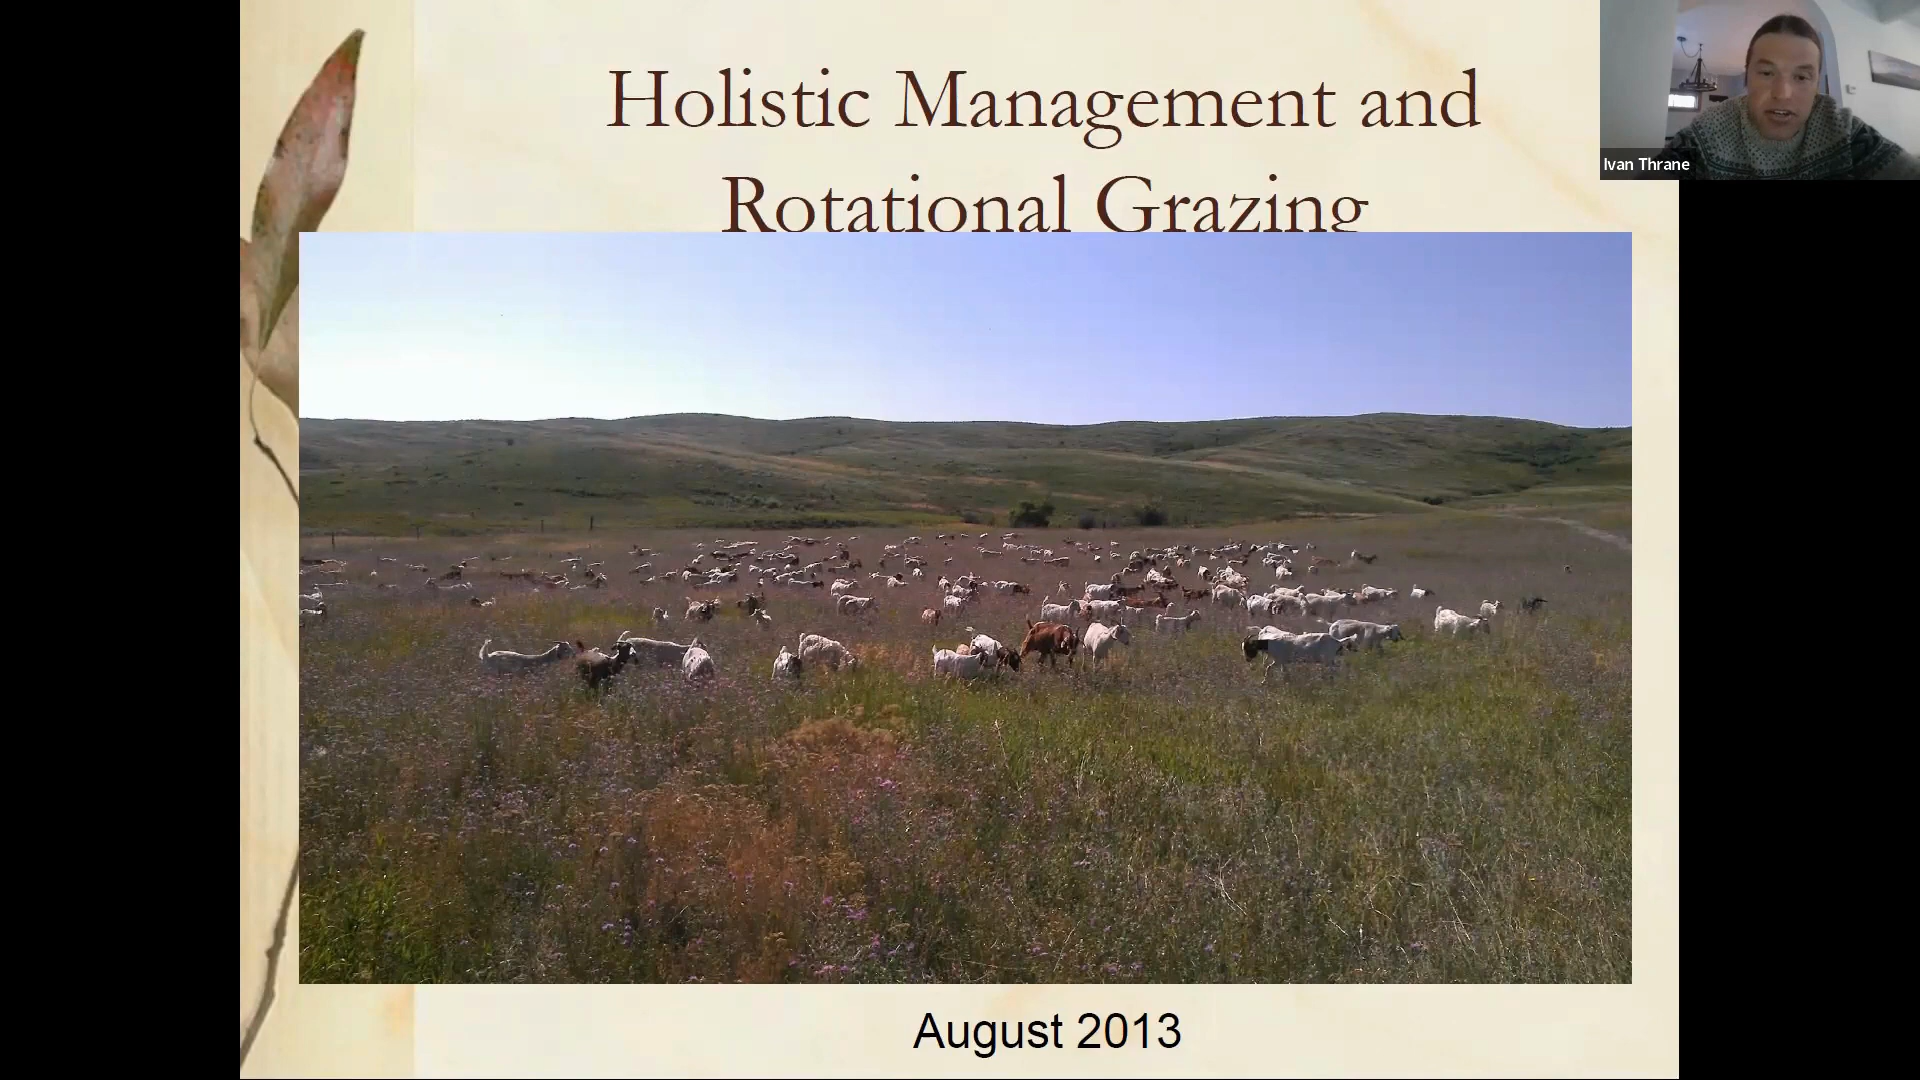 Holistic Management and
Rotational Grazing
Ivan Thrane
August 2013